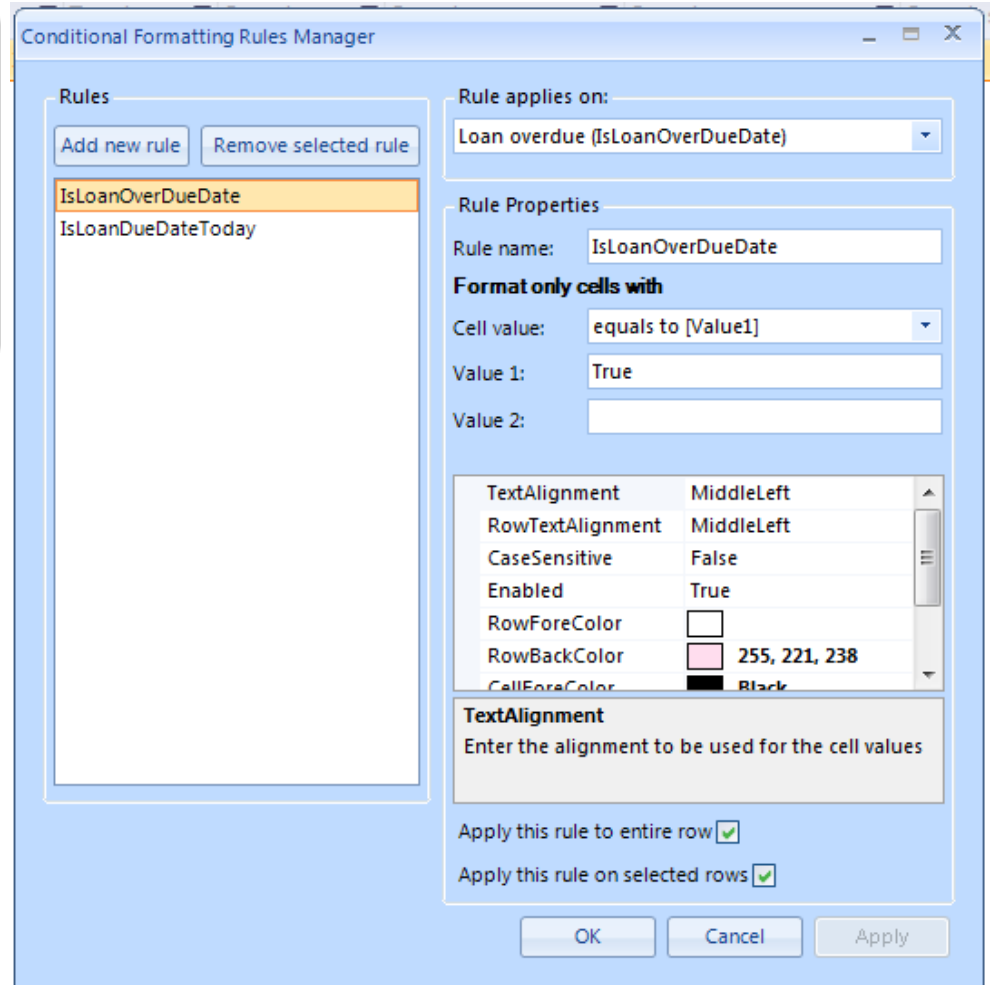 Conditional Formatting Rules Manager
Rules
Add new rule
Remove selected rule
IsLoanOverDueDate
IsLoanDueDateToday
Rule applies on:
Loan overdue (IsLoanOverDueDate)
Rule Properties
Rule name: IsLoanOverDueDate
Format only cells with
Cell value: equals to [Value1]
Value 1: True
Value 2:
TextAlignment MiddleLeft
RowTextAlignment MiddleLeft
CaseSensitive False
Enabled True
RowForeColor
RowBackColor 255, 221, 238
CellForeColor Black
TextAlignment
Enter the alignment to be used for the cell values
Apply this rule to entire row
Apply this rule on selected rows
OK Cancel Apply